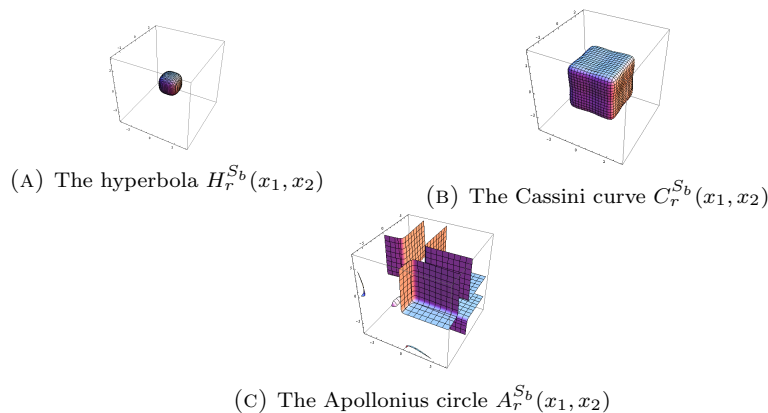 (A) The hyperbola $H_r^{S_b}(x_1, x_2)$
(B) The Cassini curve $C_r^{S_b}(x_1, x_2)$
(C) The Apollonius circle $A_r^{S_b}(x_1, x_2)$